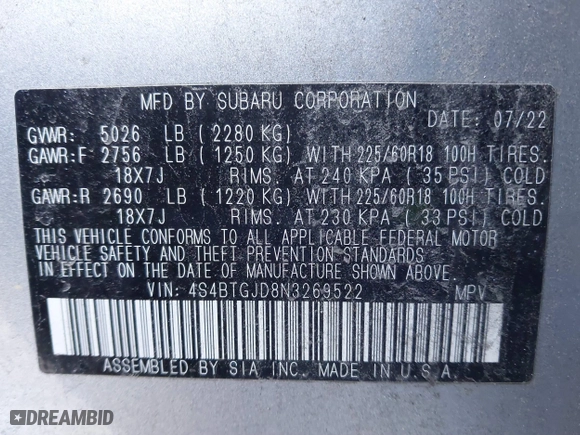 MFD BY SUBARU CORPORATION
DATE: 07/22
GVWR: 5026 LB (2280 KG)
GAWR:F 2756 LB (1250 KG) WITH 225/60R18 100H TIRES.
18X7J RIMS. AT 240 KPA (35 PSI) COLD
GAWR:R 2690 LB (1220 KG) WITH 225/60R18 100H TIRES.
18X7J RIMS. AT 230 KPA (33 PSI) COLD
THIS VEHICLE CONFORMS TO ALL APPLICABLE FEDERAL MOTOR
VEHICLE SAFETY AND THEFT PREVENTION STANDARDS
IN EFFECT ON THE DATE OF MANUFACTURE SHOWN ABOVE.
VIN: 4S4BTGJD8N3269522 MPV
ASSEMBLED BY SIA INC. MADE IN U.S.A.
DREAMBID